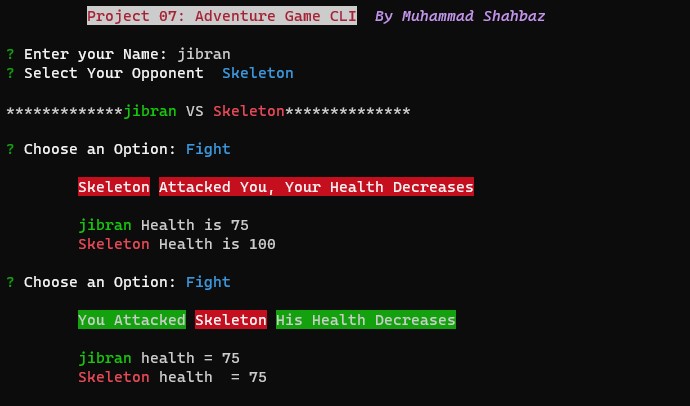 Project 07: Adventure Game CLI By Muhammad Shahbaz
? Enter your Name: jibran
? Select Your Opponent Skeleton
*************jibran VS Skeleton**************
? Choose an Option: Fight
Skeleton Attacked You, Your Health Decreases
jibran Health is 75
Skeleton Health is 100
? Choose an Option: Fight
You Attacked Skeleton His Health Decreases
jibran health = 75
Skeleton health  = 75